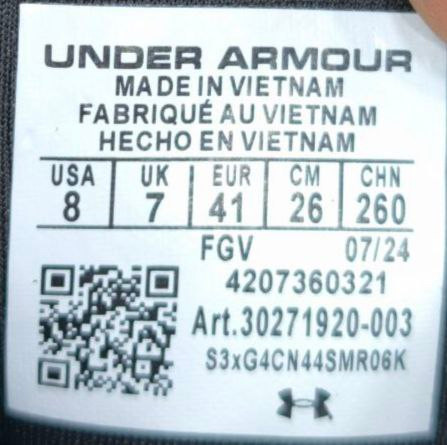 UNDER ARMOUR
MADE IN VIETNAM
FABRIQUÉ AU VIETNAM
HECHO EN VIETNAM
USA UK EUR CM CHN
8 7 41 26 260
FGV 07/24
4207360321
Art.30271920-003
S3xG4CN44SMR06K